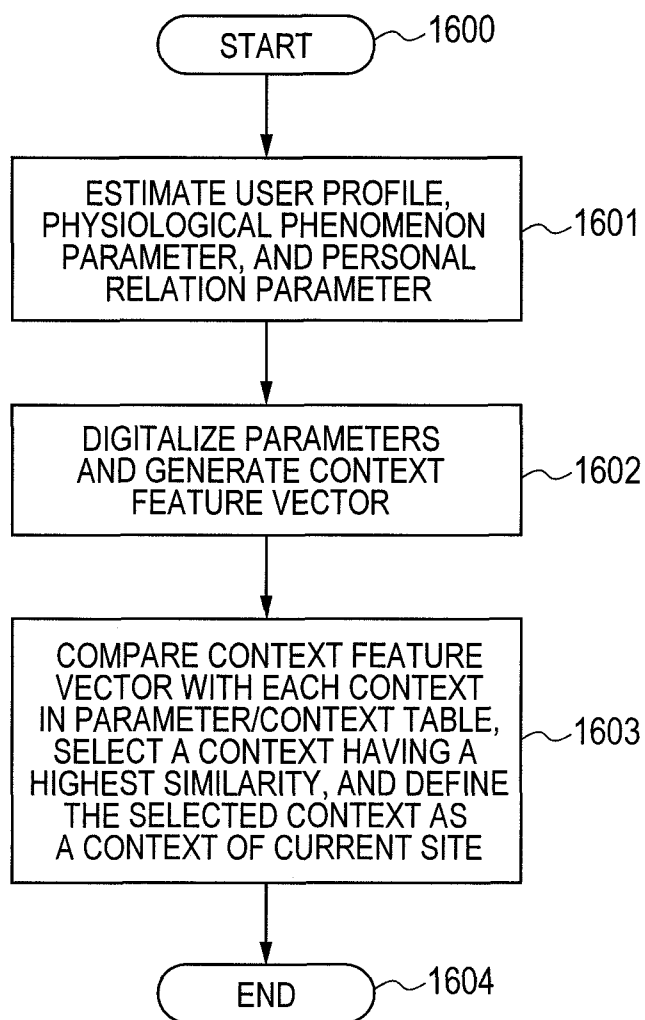 START
1600
ESTIMATE USER PROFILE,
PHYSIOLOGICAL PHENOMENON
PARAMETER, AND PERSONAL
RELATION PARAMETER
1601
DIGITALIZE PARAMETERS
AND GENERATE CONTEXT
FEATURE VECTOR
1602
COMPARE CONTEXT FEATURE
VECTOR WITH EACH CONTEXT
IN PARAMETER/CONTEXT TABLE,
SELECT A CONTEXT HAVING A
HIGHEST SIMILARITY, AND DEFINE
THE SELECTED CONTEXT AS
A CONTEXT OF CURRENT SITE
1603
END
1604